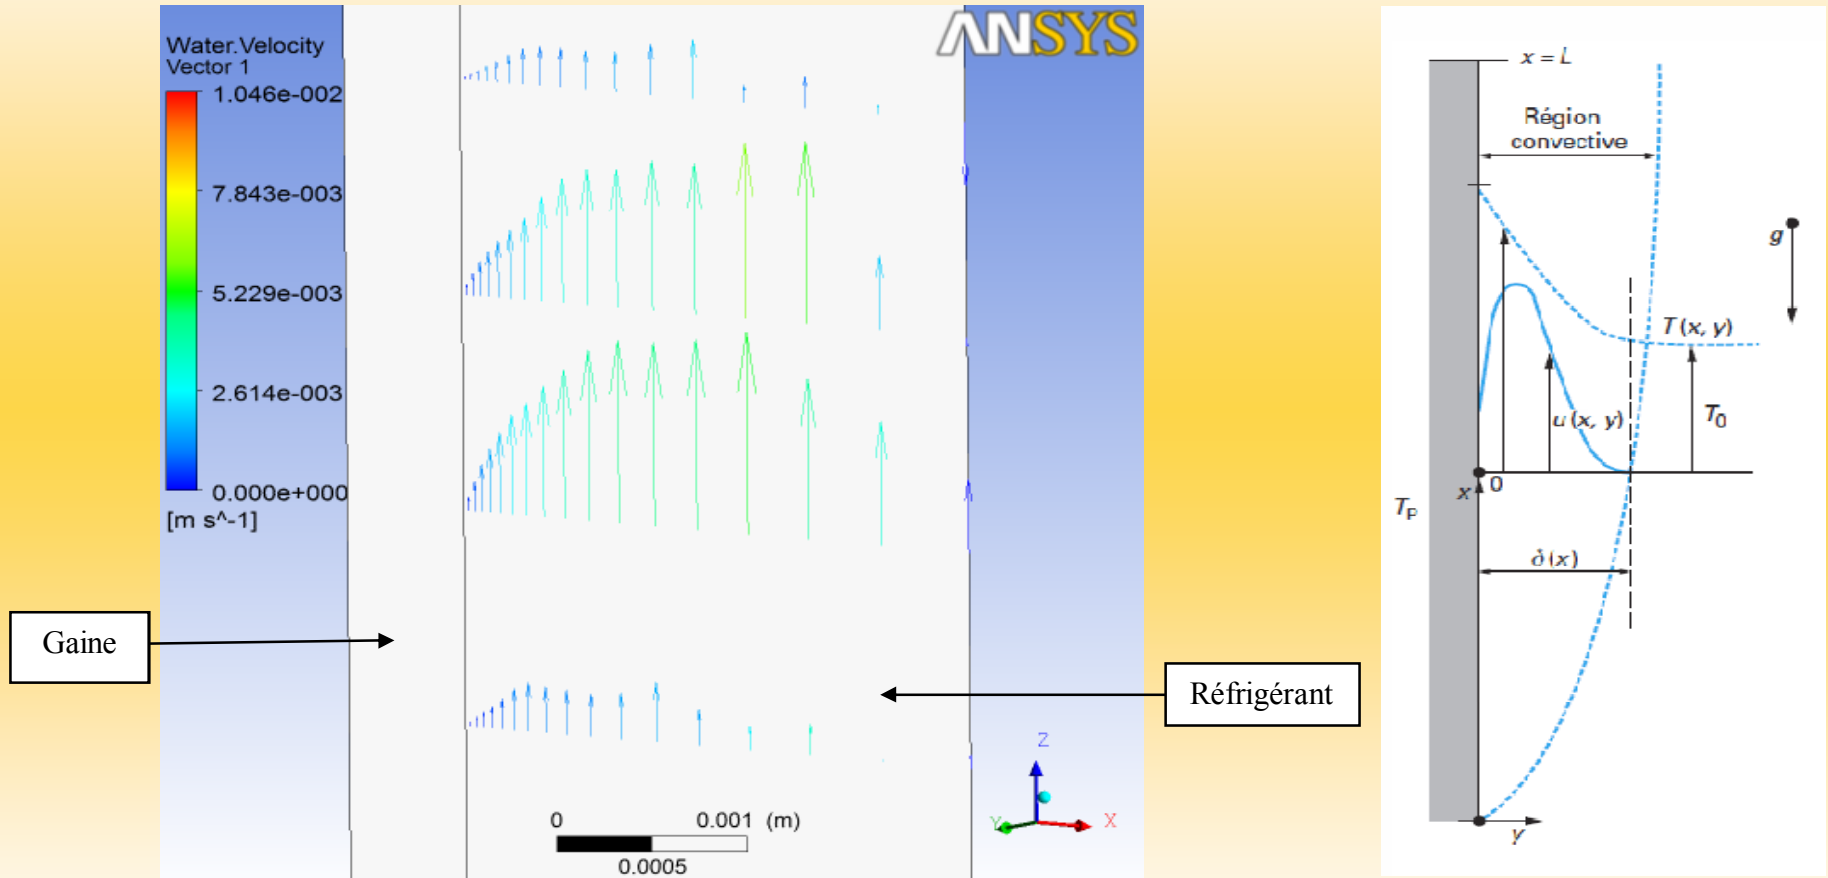 Water.Velocity
Vector 1
1.046e-002
7.843e-003
5.229e-003
2.614e-003
0.000e+000
[m s^-1]
ANSYS
Gaine
Réfrigérant
0
0.001 (m)
0.0005
Z
Y
X
x = L
Région
convective
g
T(x, y)
u(x, y)
T0
x
0
TP
δ(x)
y